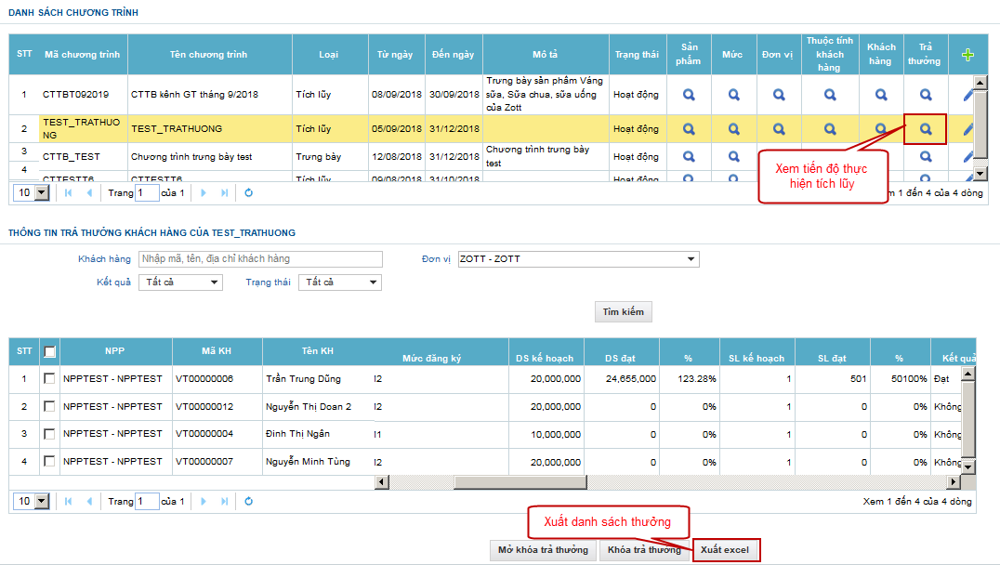 DANH SÁCH CHƯƠNG TRÌNH
STT Mã chương trình Tên chương trình Loại Từ ngày Đến ngày Mô tả Trạng thái Sản phẩm Mức Đơn vị Thuộc tính khách hàng Khách hàng Trả thưởng
1 CTTBT092019 CTTB kênh GT tháng 9/2018 Tích lũy 08/09/2018 30/09/2018 Trưng bày sản phẩm Váng sữa, Sữa chua, sữa uống của Zott Hoạt động
2 TEST_TRATHUONG TEST_TRATHUONG Tích lũy 05/09/2018 31/12/2018 Hoạt động
3 CTTB_TEST Chương trình trưng bày test Trưng bày 12/08/2018 31/12/2018 Chương trình trưng bày test Hoạt động
4 CTTESTT6 CTTESTT6 Tích lũy 09/08/2018 31/10/2018 Hoạt động
Xem tiến độ thực
hiện tích lũy
10 Trang 1 của 1 m 1 đến 4 của 4 dòng
THÔNG TIN TRẢ THƯỞNG KHÁCH HÀNG CỦA TEST_TRATHUONG
Khách hàng Nhập mã, tên, địa chỉ khách hàng Đơn vị ZOTT - ZOTT
Kết quả Tất cả Trạng thái Tất cả
Tìm kiếm
STT NPP Mã KH Tên KH Mức đăng ký DS kế hoạch DS đạt % SL kế hoạch SL đạt % Kết quả
1 NPPTEST - NPPTEST VT00000006 Trần Trung Dũng M2 20,000,000 24,655,000 123.28% 1 501 50100% Đạt
2 NPPTEST - NPPTEST VT00000012 Nguyễn Thị Doan 2 M2 20,000,000 0 0% 1 0 0% Không
3 NPPTEST - NPPTEST VT00000004 Đinh Thị Ngân M1 10,000,000 0 0% 1 0 0% Không
4 NPPTEST - NPPTEST VT00000007 Nguyễn Minh Tùng M2 20,000,000 0 0% 1 0 0% Không
10 Trang 1 của 1 Xem 1 đến 4 của 4 dòng
Xuất danh sách thưởng
Mở khóa trả thưởng Khóa trả thưởng Xuất excel